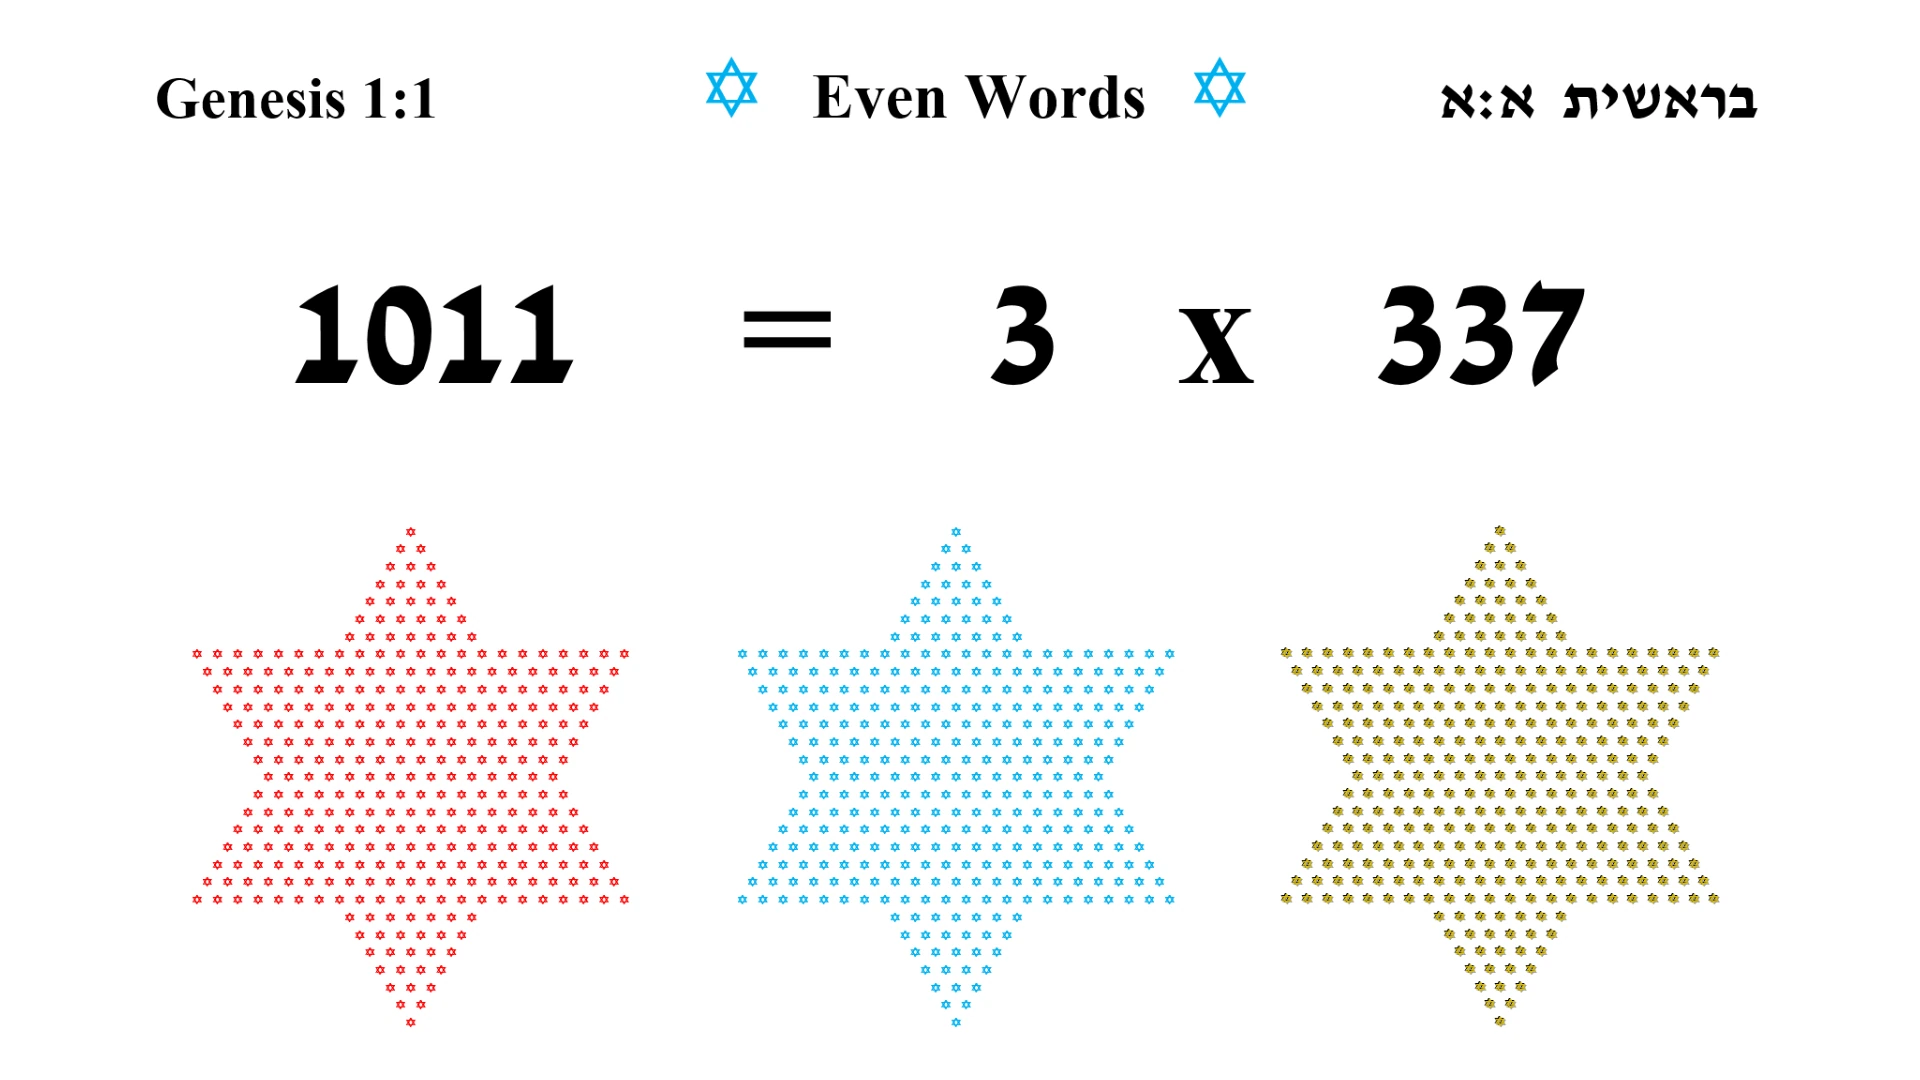 Genesis 1:1 ✡ Even Words ✡ בראשית א:א
1011 = 3 x 337